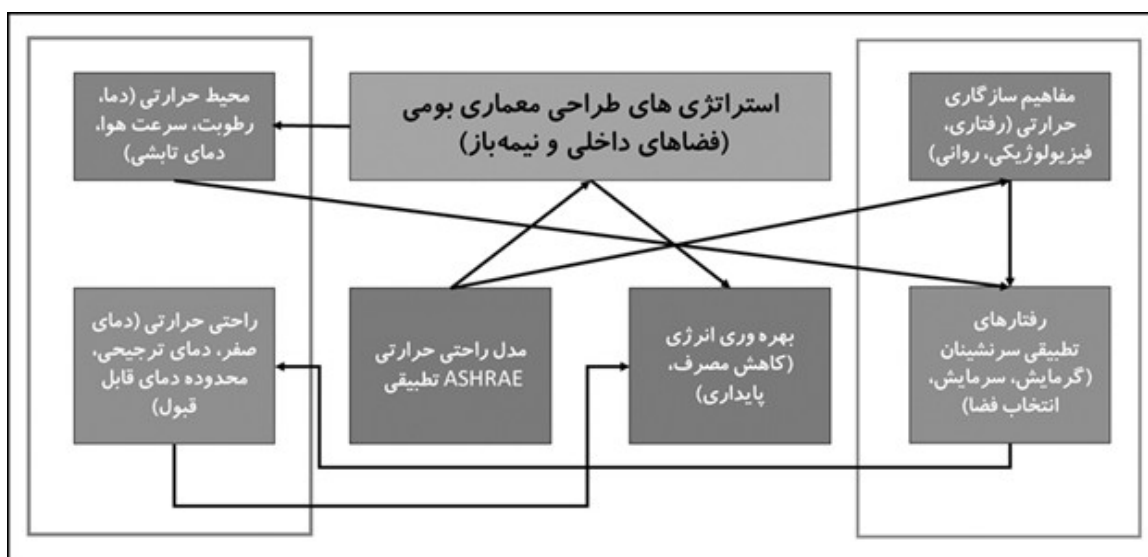 مفاهیم سازگاری
حرارتی (رفتاری،
فیزیولوژیکی، روانی)
استراتژی های طراحی معماری بومی
(فضاهای داخلی و نیمه‌باز)
محیط حرارتی (دما،
رطوبت، سرعت هوا،
دمای تابشی)
رفتارهای
تطبیقی سرنشینان
(گرمایش، سرمایش،
انتخاب فضا)
بهره وری انرژی
(کاهش مصرف،
پایداری)
مدل راحتی حرارتی
تطبیقی ASHRAE
راحتی حرارتی (دمای
صفر، دمای ترجیحی،
محدوده دمای قابل
قبول)